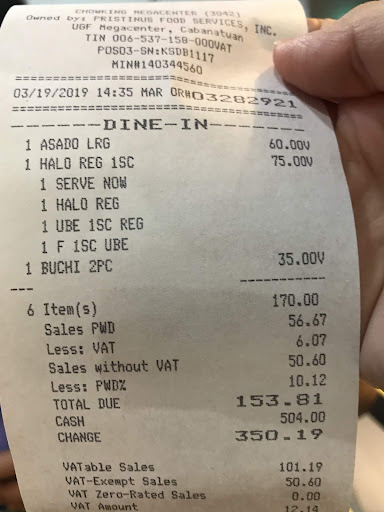 CHOWKING MEGACENTER (3042)
Owned by: PRISTINUS FOOD SERVICES, INC.
UGF Megacenter, Cabanatuan
TIN 006-537-158-000VAT
POS03-SN:KSDB1117
MIN#140344560
====================================
03/19/2019 14:35 MAR OR#03282921
====================================
-------DINE-IN-------
1 ASADO LRG 60.00V
1 HALO REG 1SC 75.00V
1 SERVE NOW
1 HALO REG
1 UBE 1SC REG
1 F 1SC UBE
1 BUCHI 2PC 35.00V
--- ----------
6 Item(s) 170.00
Sales PWD 56.67
Less: VAT 6.07
Sales without VAT 50.60
Less: PWD% 10.12
TOTAL DUE 153.81
CASH 504.00
CHANGE 350.19
VATable Sales 101.19
VAT-Exempt Sales 50.60
VAT Zero-Rated Sales 0.00
VAT Amount 12.14